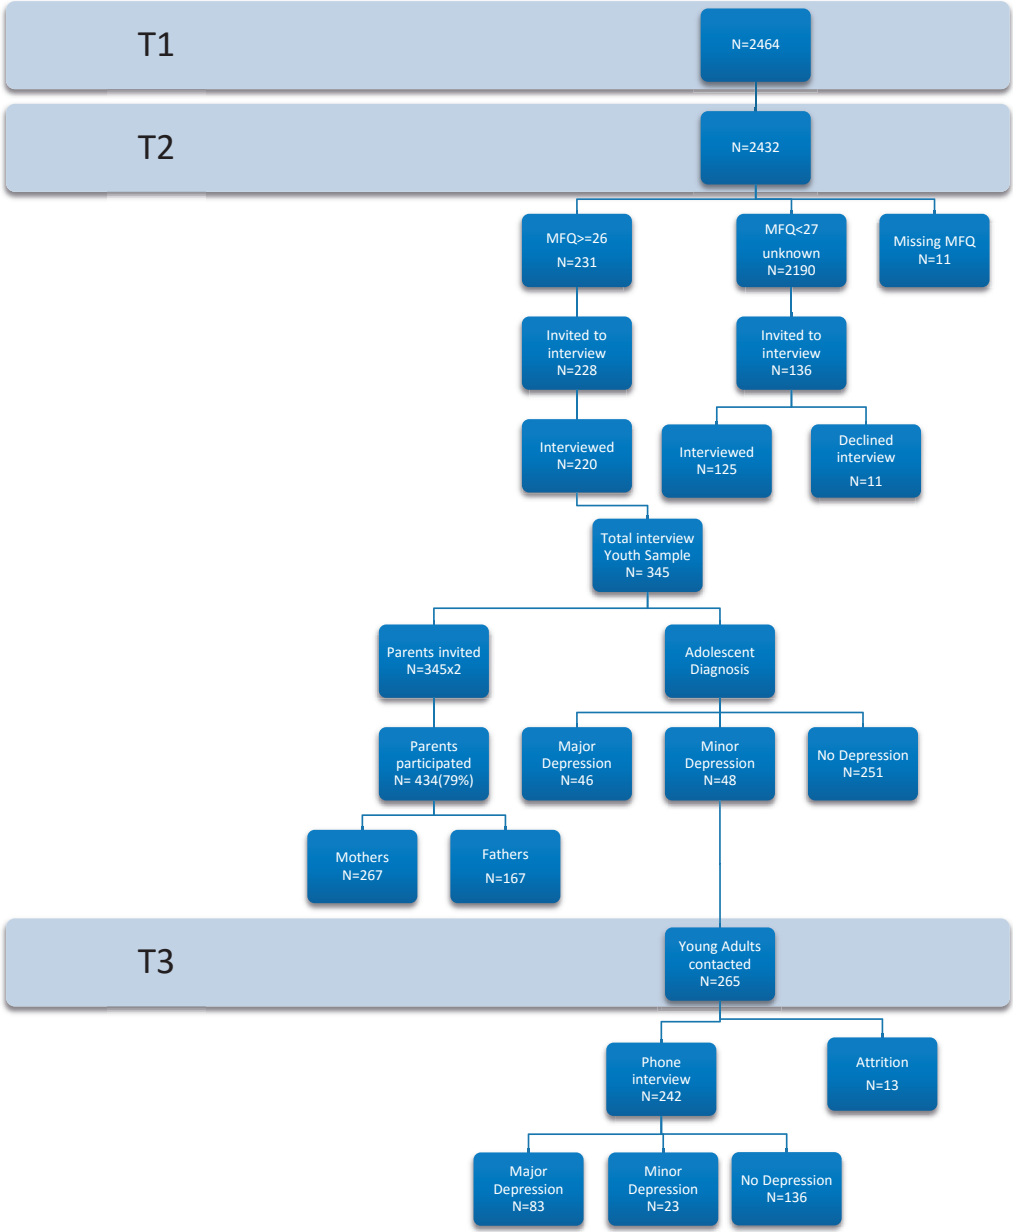 T1
N=2464
T2
N=2432
MFQ>=26
N=231
MFQ<27
unknown
N=2190
Missing MFQ
N=11
Invited to
interview
N=228
Invited to
interview
N=136
Interviewed
N=220
Interviewed
N=125
Declined
interview
N=11
Total interview
Youth Sample
N= 345
Parents invited
N=345x2
Adolescent
Diagnosis
Parents
participated
N= 434(79%)
Major
Depression
N=46
Minor
Depression
N=48
No Depression
N=251
Mothers
N=267
Fathers
N=167
T3
Young Adults
contacted
N=265
Phone
interview
N=242
Attrition
N=13
Major
Depression
N=83
Minor
Depression
N=23
No Depression
N=136